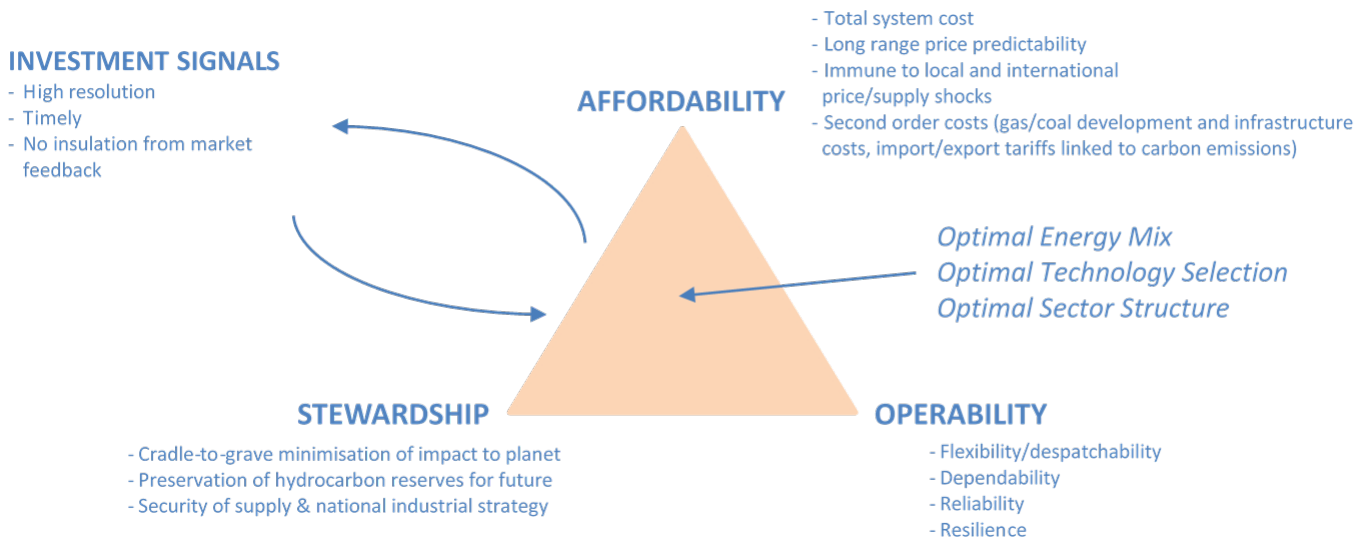 INVESTMENT SIGNALS
- High resolution
- Timely
- No insulation from market
feedback
AFFORDABILITY
- Total system cost
- Long range price predictability
- Immune to local and international
price/supply shocks
- Second order costs (gas/coal development and infrastructure
costs, import/export tariffs linked to carbon emissions)
Optimal Energy Mix
Optimal Technology Selection
Optimal Sector Structure
STEWARDSHIP
- Cradle-to-grave minimisation of impact to planet
- Preservation of hydrocarbon reserves for future
- Security of supply & national industrial strategy
OPERABILITY
- Flexibility/despatchability
- Dependability
- Reliability
- Resilience